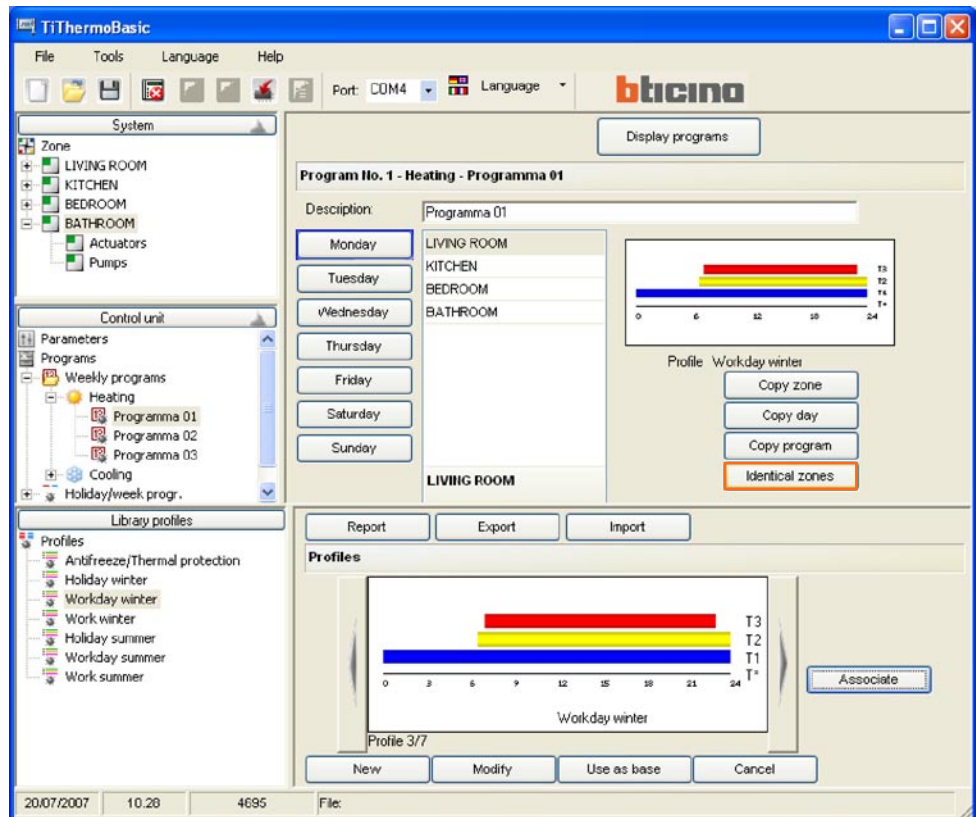 TiThermoBasic
File Tools Language Help
Port: COM4 Language bticino
System
Zone
LIVING ROOM
KITCHEN
BEDROOM
BATHROOM
Actuators
Pumps
Control unit
Parameters
Programs
Weekly programs
Heating
Programma 01
Programma 02
Programma 03
Cooling
Holiday/week progr.
Library profiles
Profiles
Antifreeze/Thermal protection
Holiday winter
Workday winter
Work winter
Holiday summer
Workday summer
Work summer
Display programs
Program No. 1 - Heating - Programma 01
Description: Programma 01
Monday
Tuesday
Wednesday
Thursday
Friday
Saturday
Sunday
LIVING ROOM
KITCHEN
BEDROOM
BATHROOM
LIVING ROOM
T3
T2
T1
T*
0 6 12 18 24
Profile Workday winter
Copy zone
Copy day
Copy program
Identical zones
Report Export Import
Profiles
T3
T2
T1
T*
0 3 6 9 12 15 18 21 24
Workday winter
Profile 3/7
Associate
New Modify Use as base Cancel
20/07/2007 10.28 4695 File: